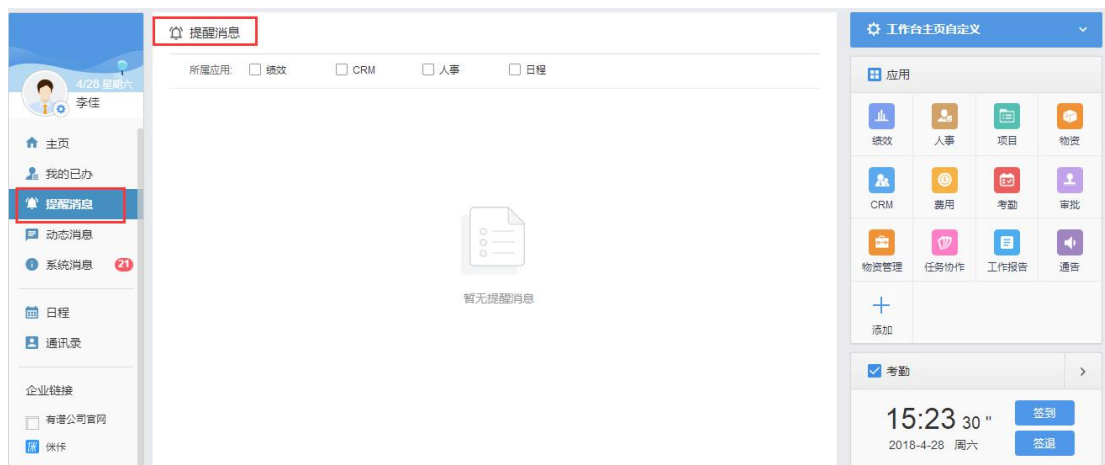 4/28 星期六
李佳
主页
我的已办
提醒消息
动态消息
系统消息 21
日程
通讯录
企业链接
有谱公司官网
侎 侎卡
提醒消息
所属应用: 绩效 CRM 人事 日程
暂无提醒消息
工作台主页自定义
应用
绩效 人事 项目 物资
CRM 费用 考勤 审批
物资管理 任务协作 工作报告 通告
添加
考勤
15:23 30 " 签到
2018-4-28 周六 签退